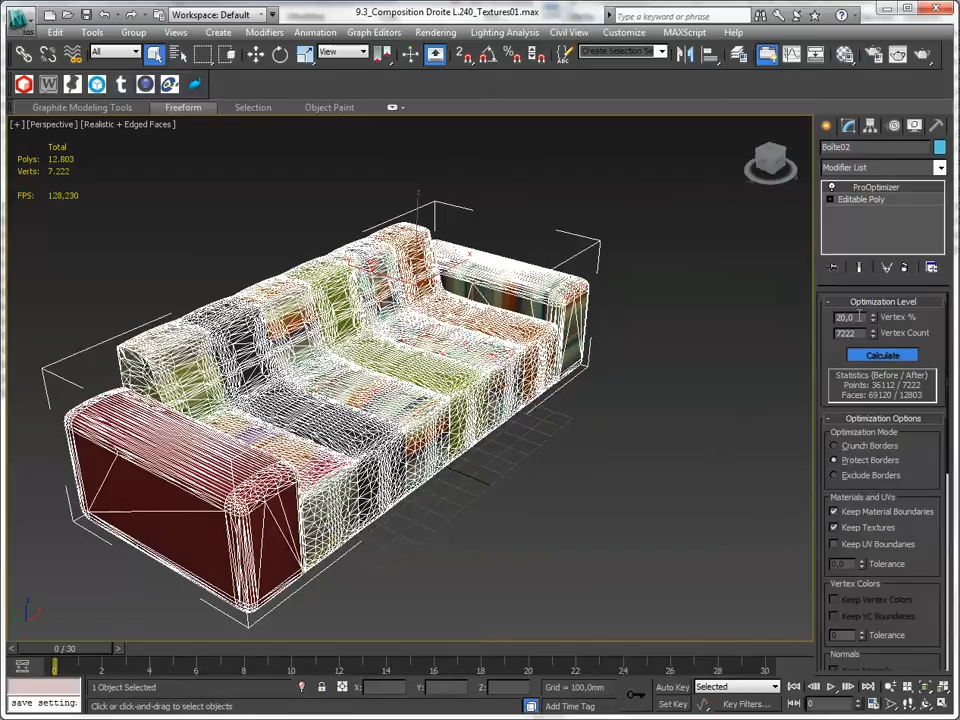 9.3_Composition Droite L.240_Textures01.max
Workspace: Default
Type a keyword or phrase
3DS
Edit Tools Group Views Create Modifiers Animation Graph Editors Rendering Lighting Analysis Civil View Customize MAXScript Help
All View Create Selection Se
Graphite Modeling Tools Freeform Selection Object Paint
[+] [Perspective] [Realistic + Edged Faces]
Total
Polys: 12.803
Verts: 7.222
FPS: 128,230
Boîte02
Modifier List
ProOptimizer
Editable Poly
Optimization Level
20,0 Vertex %
7222 Vertex Count
Calculate
Statistics (Before / After)
Points: 36112 / 7222
Faces: 69120 / 12803
Optimization Options
Optimization Mode
Crunch Borders
Protect Borders
Exclude Borders
Materials and UVs
Keep Material Boundaries
Keep Textures
Keep UV Boundaries
0,0 Tolerance
Vertex Colors
Keep Vertex Colors
Keep VC Boundaries
0 Tolerance
Normals
z
x
z
0 / 30
0 2 4 6 8 10 12 14 16 18 20 22 24 26 28 30
1 Object Selected X: Y: Z: Grid = 100,0mm Auto Key Selected
save setting:
Click or click-and-drag to select objects Add Time Tag Set Key Key Filters... 0